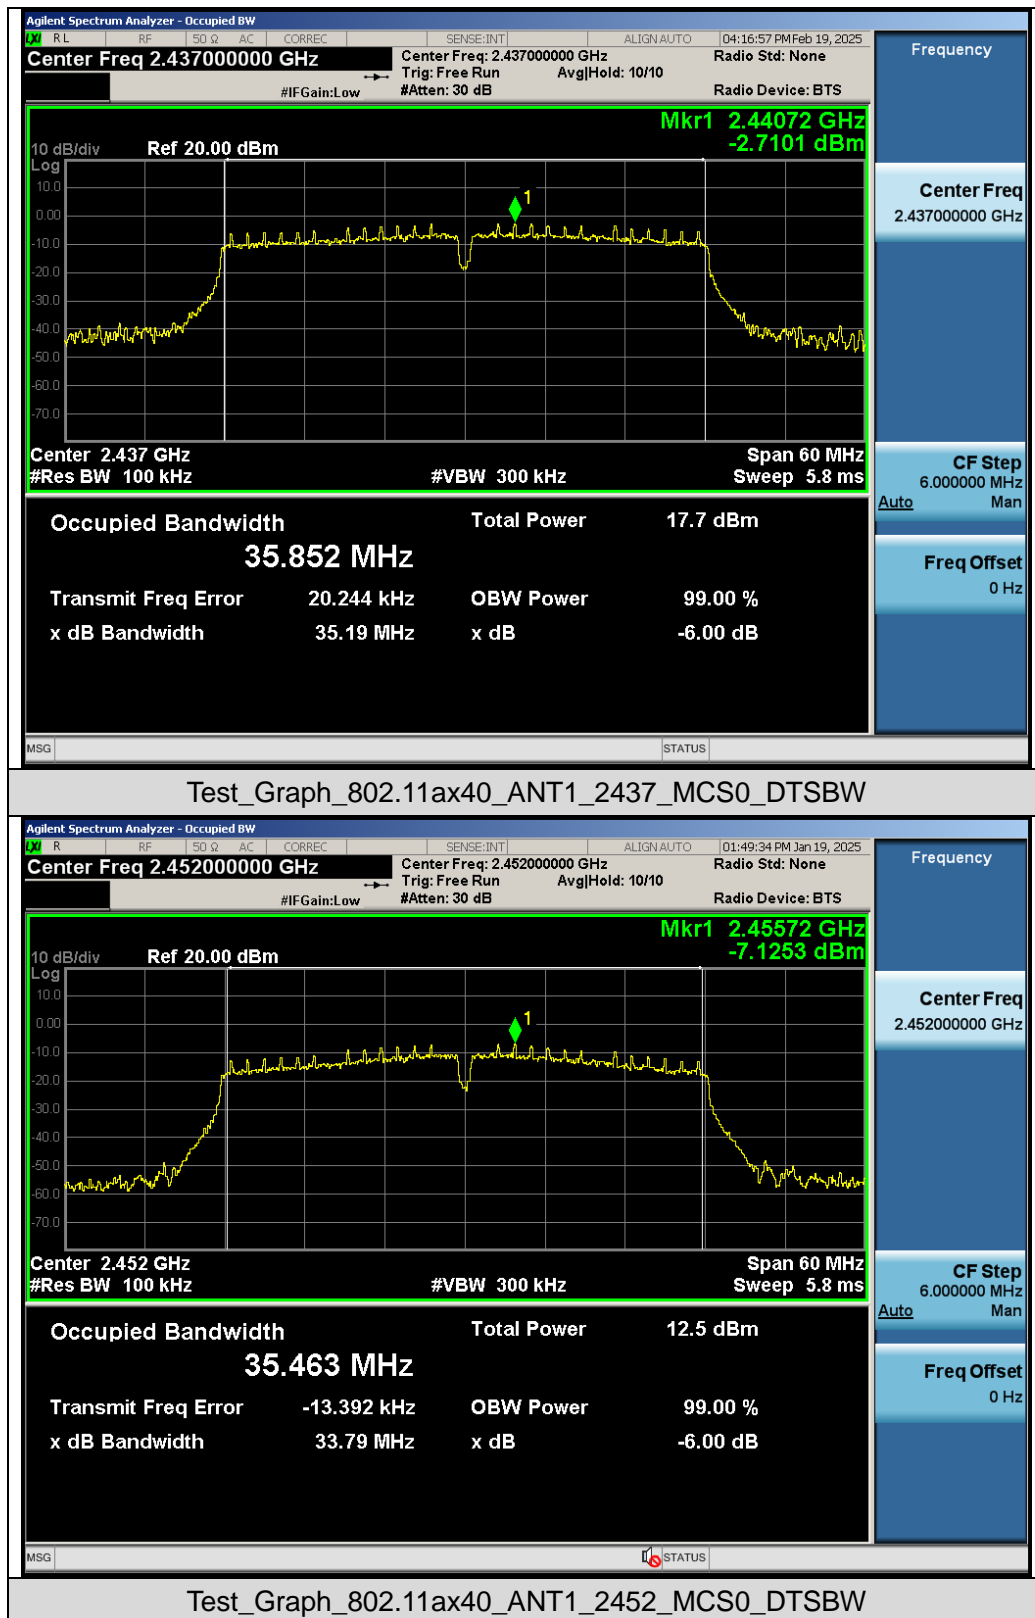 Agilent Spectrum Analyzer - Occupied BW
LXI RL RF 50 Ω AC CORREC SENSE:INT ALIGN AUTO 04:16:57 PM Feb 19, 2025
Center Freq 2.437000000 GHz Center Freq: 2.437000000 GHz Radio Std: None Frequency
Trig: Free Run Avg|Hold: 10/10
#IFGain:Low #Atten: 30 dB Radio Device: BTS
Mkr1 2.44072 GHz
-2.7101 dBm
10 dB/div Ref 20.00 dBm
Log
10.0
0.00
-10.0
-20.0
-30.0
-40.0
-50.0
-60.0
-70.0
1
Center Freq
2.437000000 GHz
Center 2.437 GHz Span 60 MHz
#Res BW 100 kHz #VBW 300 kHz Sweep 5.8 ms
CF Step
6.000000 MHz
Auto Man
Occupied Bandwidth Total Power 17.7 dBm
35.852 MHz
Freq Offset
0 Hz
Transmit Freq Error 20.244 kHz OBW Power 99.00 %
x dB Bandwidth 35.19 MHz x dB -6.00 dB
MSG STATUS
Test_Graph_802.11ax40_ANT1_2437_MCS0_DTSBW
Agilent Spectrum Analyzer - Occupied BW
LXI R RF 50 Ω AC CORREC SENSE:INT ALIGN AUTO 01:49:34 PM Jan 19, 2025
Center Freq 2.452000000 GHz Center Freq: 2.452000000 GHz Radio Std: None Frequency
Trig: Free Run Avg|Hold: 10/10
#IFGain:Low #Atten: 30 dB Radio Device: BTS
Mkr1 2.45572 GHz
-7.1253 dBm
10 dB/div Ref 20.00 dBm
Log
10.0
0.00
-10.0
-20.0
-30.0
-40.0
-50.0
-60.0
-70.0
1
Center Freq
2.452000000 GHz
Center 2.452 GHz Span 60 MHz
#Res BW 100 kHz #VBW 300 kHz Sweep 5.8 ms
CF Step
6.000000 MHz
Auto Man
Occupied Bandwidth Total Power 12.5 dBm
35.463 MHz
Freq Offset
0 Hz
Transmit Freq Error -13.392 kHz OBW Power 99.00 %
x dB Bandwidth 33.79 MHz x dB -6.00 dB
MSG STATUS
Test_Graph_802.11ax40_ANT1_2452_MCS0_DTSBW